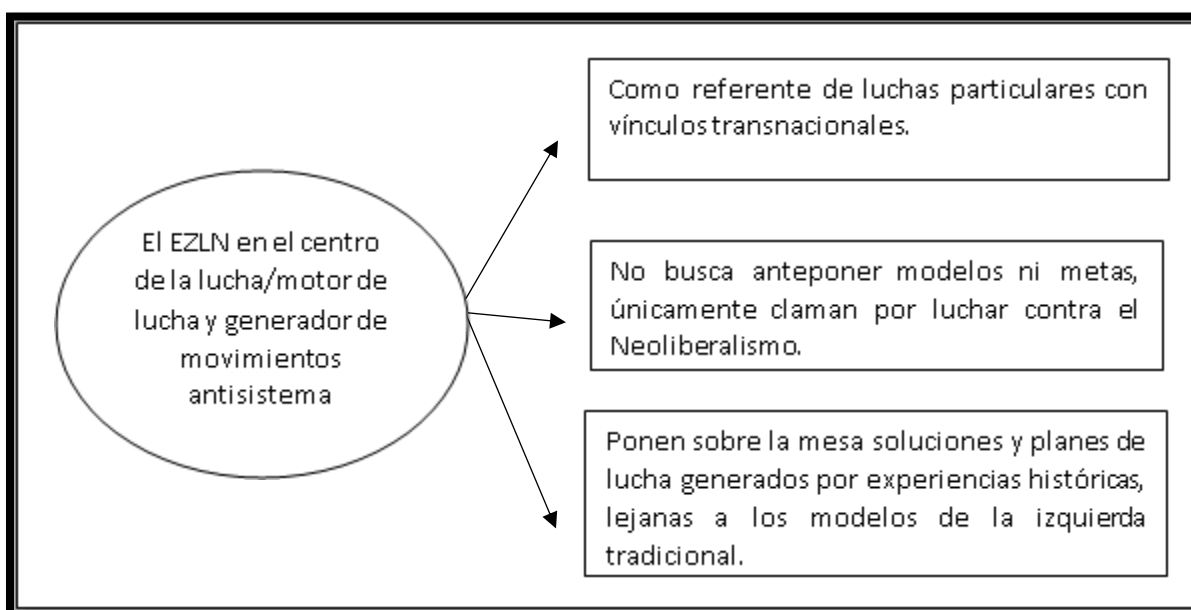 El EZLN en el centro
de la lucha/motor de
lucha y generador de
movimientos
antisistema
Como referente de luchas particulares con
vínculos transnacionales.
No busca anteponer modelos ni metas,
únicamente claman por luchar contra el
Neoliberalismo.
Ponen sobre la mesa soluciones y planes de
lucha generados por experiencias históricas,
lejanas a los modelos de la izquierda
tradicional.